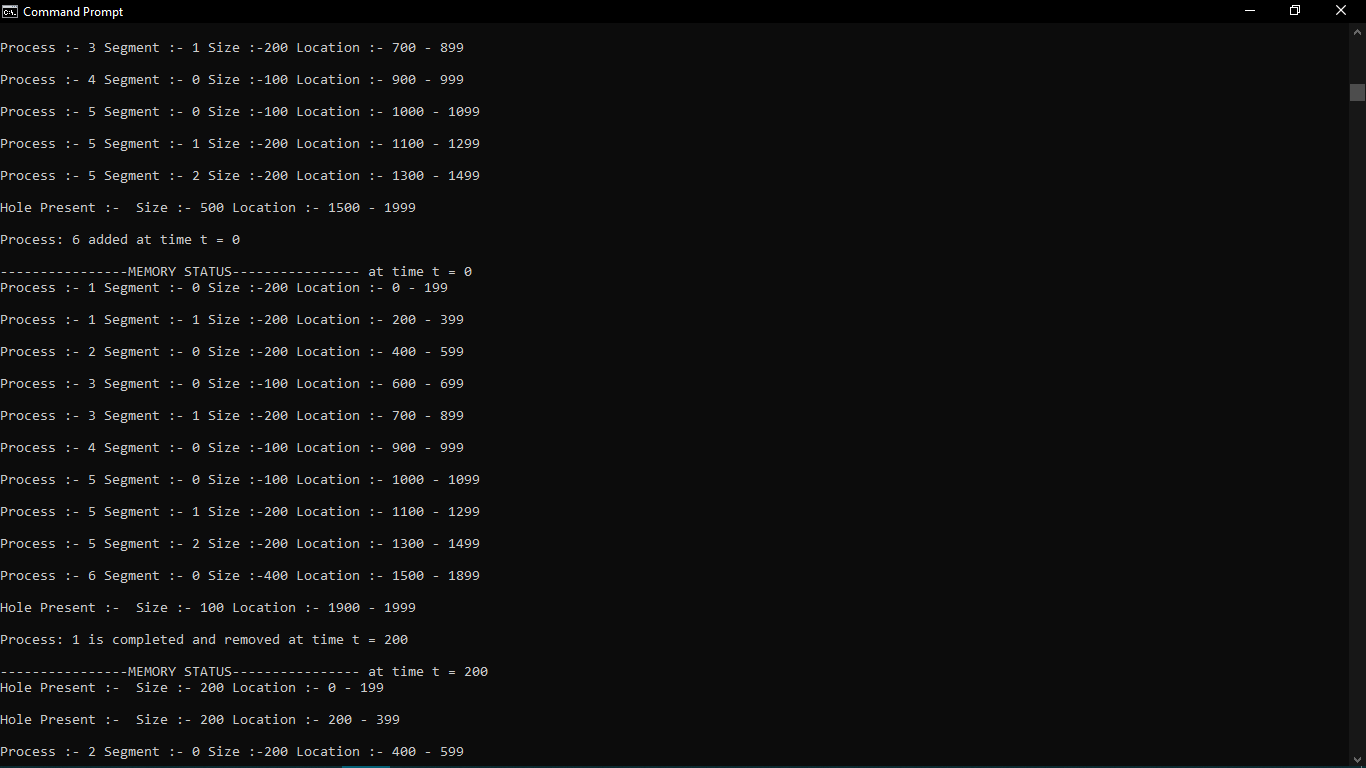 Command Prompt
Process :- 3 Segment :- 1 Size :-200 Location :- 700 - 899
Process :- 4 Segment :- 0 Size :-100 Location :- 900 - 999
Process :- 5 Segment :- 0 Size :-100 Location :- 1000 - 1099
Process :- 5 Segment :- 1 Size :-200 Location :- 1100 - 1299
Process :- 5 Segment :- 2 Size :-200 Location :- 1300 - 1499
Hole Present :-  Size :- 500 Location :- 1500 - 1999
Process: 6 added at time t = 0
----------------MEMORY STATUS---------------- at time t = 0
Process :- 1 Segment :- 0 Size :-200 Location :- 0 - 199
Process :- 1 Segment :- 1 Size :-200 Location :- 200 - 399
Process :- 2 Segment :- 0 Size :-200 Location :- 400 - 599
Process :- 3 Segment :- 0 Size :-100 Location :- 600 - 699
Process :- 3 Segment :- 1 Size :-200 Location :- 700 - 899
Process :- 4 Segment :- 0 Size :-100 Location :- 900 - 999
Process :- 5 Segment :- 0 Size :-100 Location :- 1000 - 1099
Process :- 5 Segment :- 1 Size :-200 Location :- 1100 - 1299
Process :- 5 Segment :- 2 Size :-200 Location :- 1300 - 1499
Process :- 6 Segment :- 0 Size :-400 Location :- 1500 - 1899
Hole Present :-  Size :- 100 Location :- 1900 - 1999
Process: 1 is completed and removed at time t = 200
----------------MEMORY STATUS---------------- at time t = 200
Hole Present :-  Size :- 200 Location :- 0 - 199
Hole Present :-  Size :- 200 Location :- 200 - 399
Process :- 2 Segment :- 0 Size :-200 Location :- 400 - 599